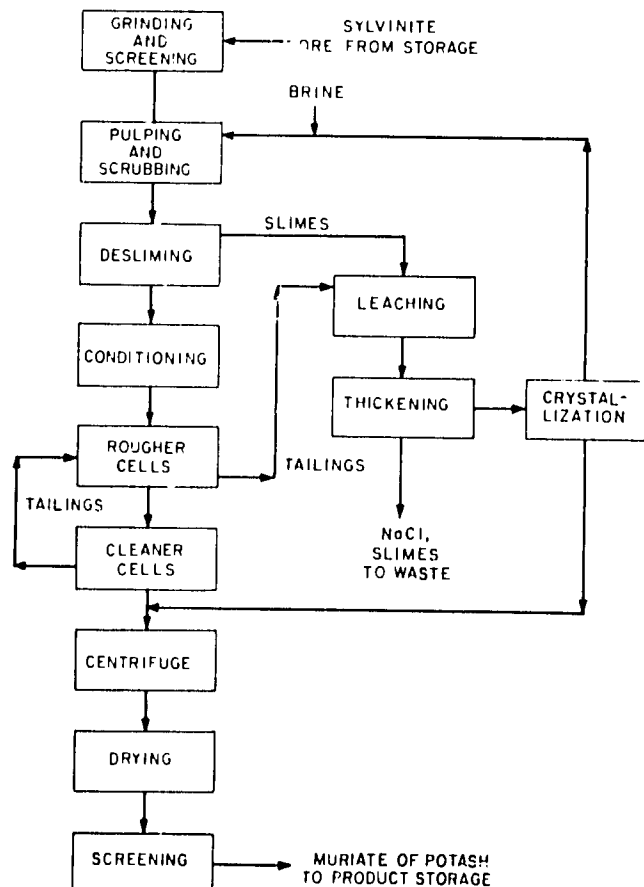 GRINDING
AND
SCREENING
SYLVINITE
ORE FROM STORAGE
BRINE
PULPING
AND
SCRUBBING
SLIMES
DESLIMING
LEACHING
CONDITIONING
THICKENING
CRYSTAL-
LIZATION
ROUGHER
CELLS
TAILINGS
TAILINGS
NaCl,
SLIMES
TO WASTE
CLEANER
CELLS
CENTRIFUGE
DRYING
SCREENING
MURIATE OF POTASH
TO PRODUCT STORAGE